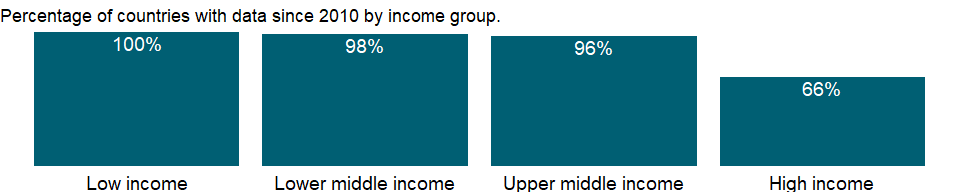 Percentage of countries with data since 2010 by income group.
100% 98% 96% 66%
Low income Lower middle income Upper middle income High income